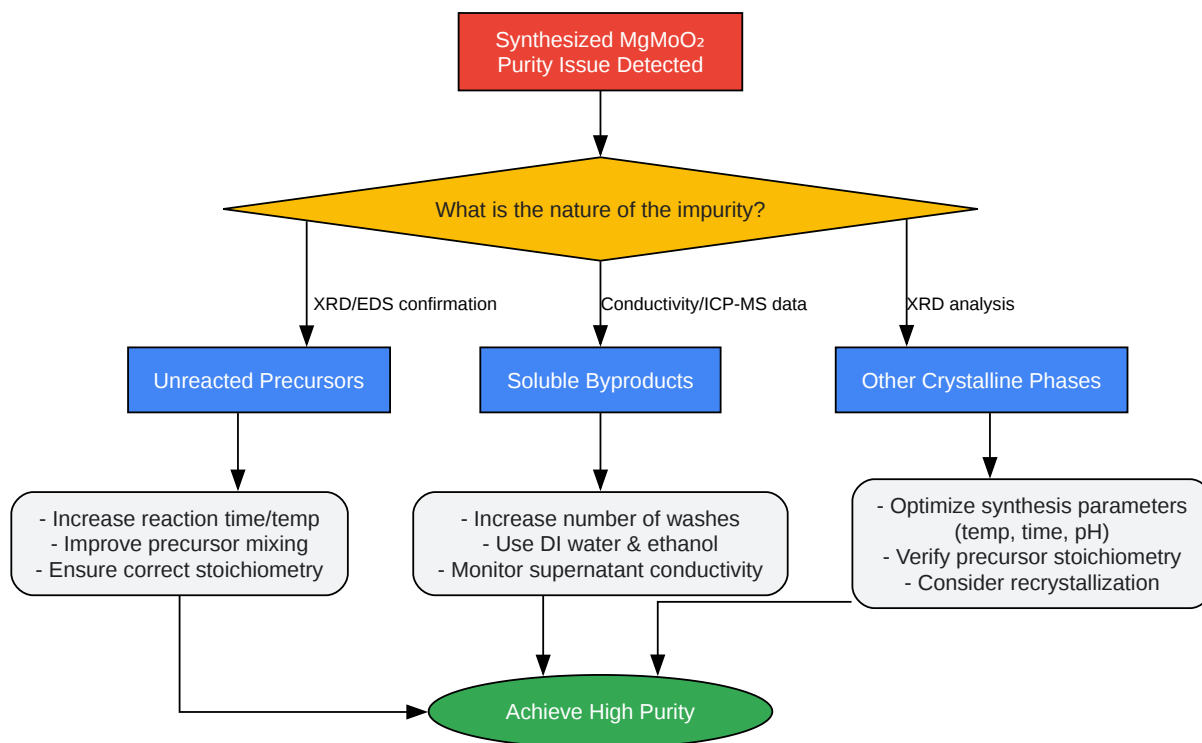 Synthesized MgMoO₂
Purity Issue Detected
What is the nature of the impurity?
XRD/EDS confirmation
Conductivity/ICP-MS data
XRD analysis
Unreacted Precursors
Soluble Byproducts
Other Crystalline Phases
- Increase reaction time/temp
- Improve precursor mixing
- Ensure correct stoichiometry
- Increase number of washes
- Use DI water & ethanol
- Monitor supernatant conductivity
- Optimize synthesis parameters
(temp, time, pH)
- Verify precursor stoichiometry
- Consider recrystallization
Achieve High Purity